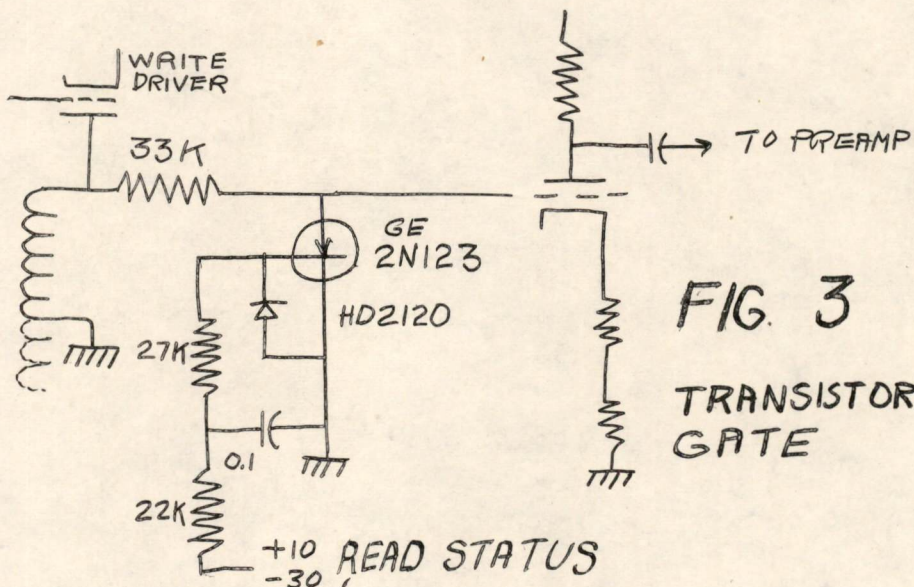 WRITE
DRIVER
33K
TO PREAMP
GE
2N123
HD2120
27K
0.1
22K
+10
-30
READ STATUS
FIG. 3
TRANSISTOR
GATE